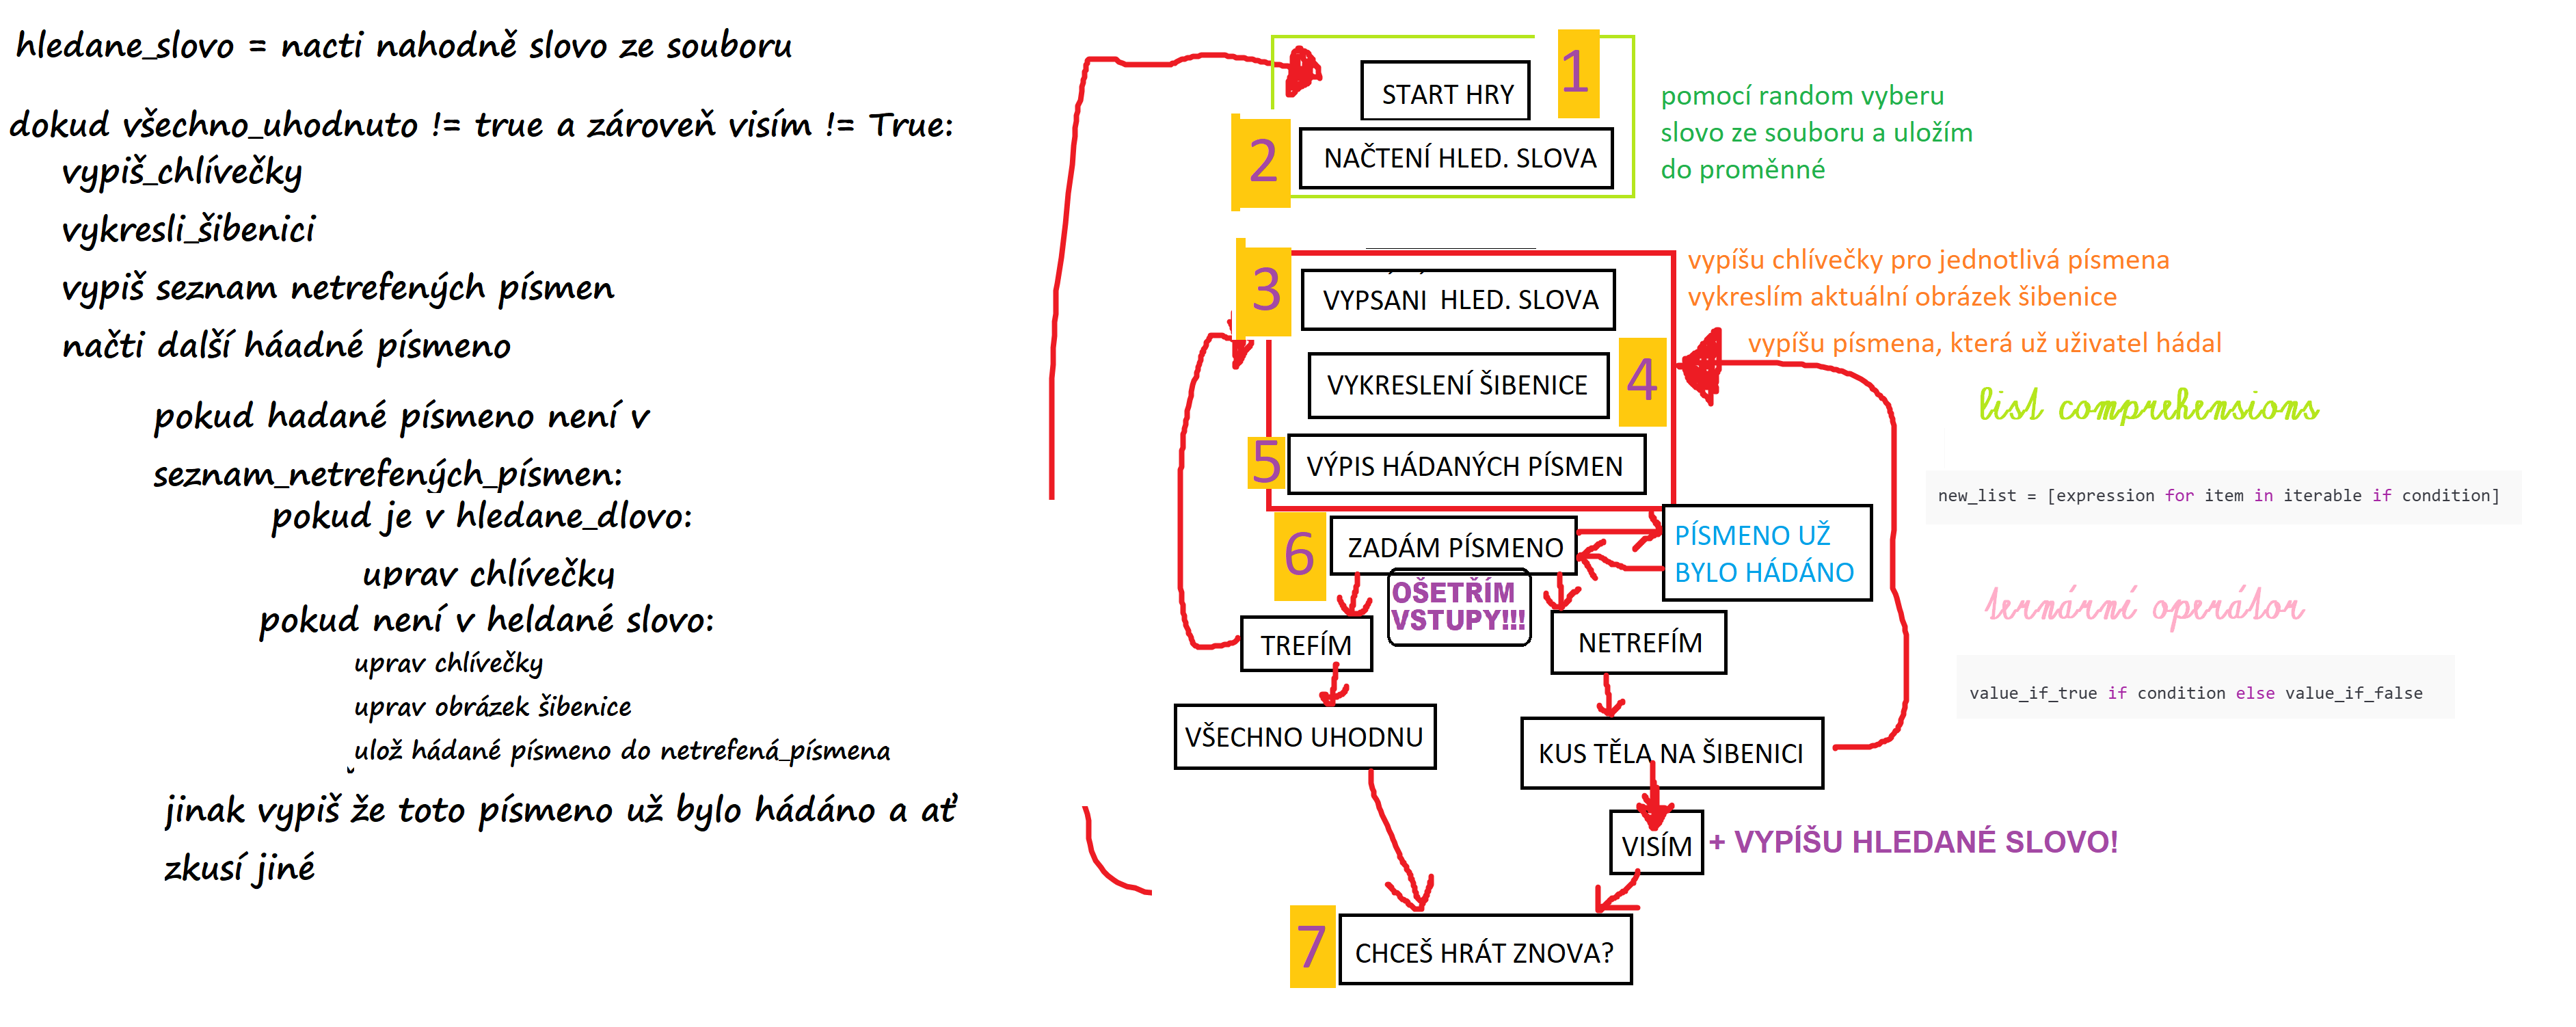 hledane_slovo = nacti nahodně slovo ze souboru
dokud všechno_uhodnuto != true a zároveň visím != True:
vypiš_chlívečky
vykresli_šibenici
vypiš seznam netrefených písmen
načti další háadné písmeno
pokud hadané písmeno není v
seznam_netrefených_písmen:
pokud je v hledane_dlovo:
uprav chlívečky
pokud není v heldané slovo:
uprav chlívečky
uprav obrázek šibenice
ulož hádané písmeno do netrefená_písmena
jinak vypiš že toto písmeno už bylo hádáno a ať
zkusí jiné
1
START HRY
2
NAČTENÍ HLED. SLOVA
pomocí random vyberu
slovo ze souboru a uložím
do proměnné
3
VYPSANI HLED. SLOVA
4
VYKRESLENÍ ŠIBENICE
5
VÝPIS HÁDANÝCH PÍSMEN
vypíšu chlívečky pro jednotlivá písmena
vykreslím aktuální obrázek šibenice
vypíšu písmena, která už uživatel hádal
6
ZADÁM PÍSMENO
PÍSMENO UŽ
BYLO HÁDÁNO
OŠETŘÍM
VSTUPY!!!
TREFÍM
NETREFÍM
VŠECHNO UHODNU
KUS TĚLA NA ŠIBENICI
VISÍM
+ VYPÍŠU HLEDANÉ SLOVO!
7
CHCEŠ HRÁT ZNOVA?
list comprehensions
new_list = [expression for item in iterable if condition]
ternární operátor
value_if_true if condition else value_if_false